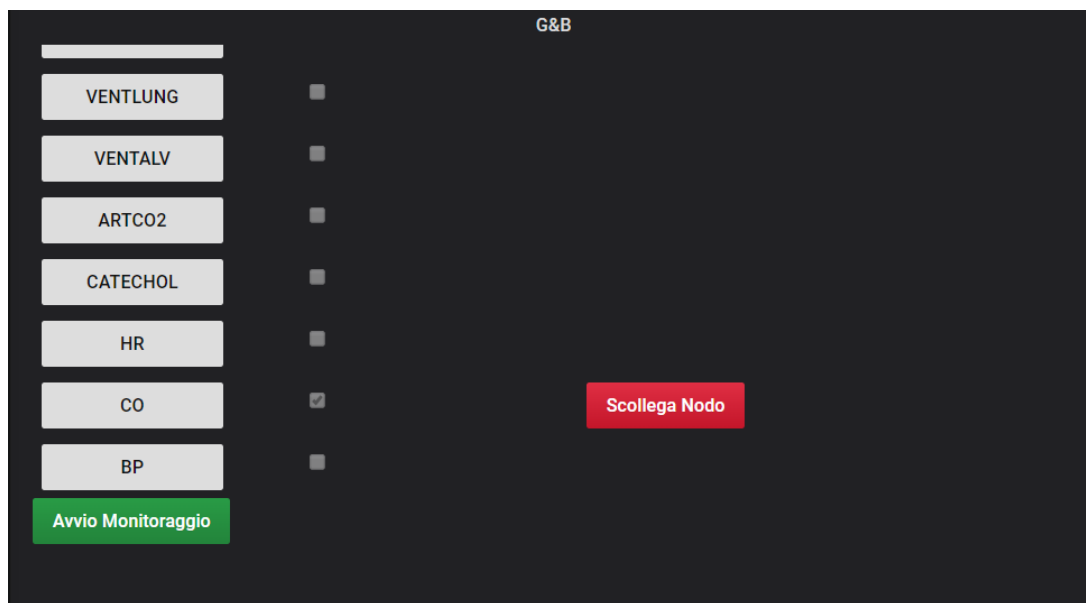 G&B
VENTLUNG
VENTALV
ARTCO2
CATECHOL
HR
CO
Scollega Nodo
BP
Avvio Monitoraggio